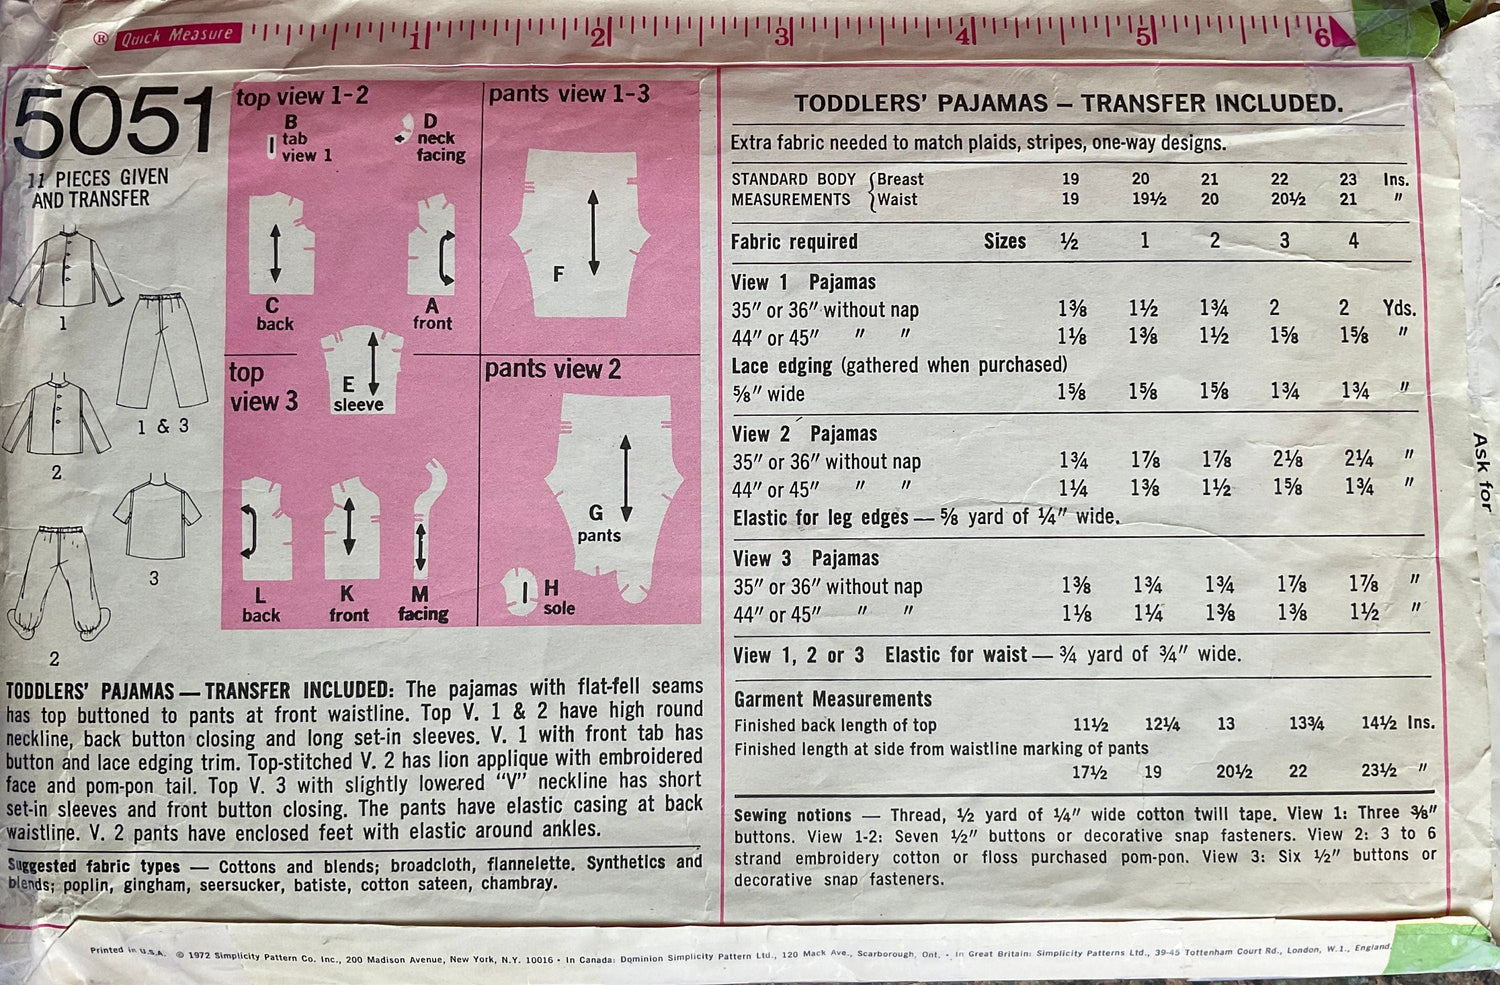 ® Quick Measure 1 2 3 4 5 6
5051
11 PIECES GIVEN
AND TRANSFER
1
1 & 3
2
3
2
top view 1-2
B
tab
view 1
D
neck
facing
C
back
A
front
E
sleeve
top
view 3
L
back
K
front
M
facing
pants view 1-3
F
pants view 2
G
pants
H
sole
TODDLERS' PAJAMAS — TRANSFER INCLUDED: The pajamas with flat-fell seams
has top buttoned to pants at front waistline. Top V. 1 & 2 have high round
neckline, back button closing and long set-in sleeves. V. 1 with front tab has
button and lace edging trim. Top-stitched V. 2 has lion applique with embroidered
face and pom-pon tail. Top V. 3 with slightly lowered "V" neckline has short
set-in sleeves and front button closing. The pants have elastic casing at back
waistline. V. 2 pants have enclosed feet with elastic around ankles.
Suggested fabric types — Cottons and blends; broadcloth, flannelette. Synthetics and
blends; poplin, gingham, seersucker, batiste, cotton sateen, chambray.
TODDLERS' PAJAMAS — TRANSFER INCLUDED.
Extra fabric needed to match plaids, stripes, one-way designs.
STANDARD BODY { Breast 19 20 21 22 23 Ins.
MEASUREMENTS { Waist 19 19½ 20 20½ 21 "
Fabric required Sizes ½ 1 2 3 4
View 1 Pajamas
35" or 36" without nap 1⅜ 1½ 1¾ 2 2 Yds.
44" or 45" " " 1⅛ 1⅜ 1½ 1⅝ 1⅝ "
Lace edging (gathered when purchased)
⅝" wide 1⅝ 1⅝ 1⅝ 1¾ 1¾ "
View 2 Pajamas
35" or 36" without nap 1¾ 1⅞ 1⅞ 2⅛ 2¼ "
44" or 45" " " 1¼ 1⅜ 1½ 1⅝ 1¾ "
Elastic for leg edges — ⅝ yard of ¼" wide.
View 3 Pajamas
35" or 36" without nap 1⅜ 1¾ 1¾ 1⅞ 1⅞ "
44" or 45" " " 1⅛ 1¼ 1⅜ 1⅜ 1½ "
View 1, 2 or 3 Elastic for waist — ¾ yard of ¾" wide.
Garment Measurements
Finished back length of top 11½ 12¼ 13 13¾ 14½ Ins.
Finished length at side from waistline marking of pants
17½ 19 20½ 22 23½ "
Sewing notions — Thread, ½ yard of ¼" wide cotton twill tape. View 1: Three ⅜"
buttons. View 1-2: Seven ½" buttons or decorative snap fasteners. View 2: 3 to 6
strand embroidery cotton or floss purchased pom-pon. View 3: Six ½" buttons or
decorative snap fasteners.
Ask for
Printed in U.S.A. © 1972 Simplicity Pattern Co. Inc., 200 Madison Avenue, New York, N.Y. 10016 • In Canada: Dominion Simplicity Pattern Ltd., 120 Mack Ave., Scarborough, Ont. • In Great Britain: Simplicity Patterns Ltd., 39-45 Tottenham Court Rd., London, W.1., England.